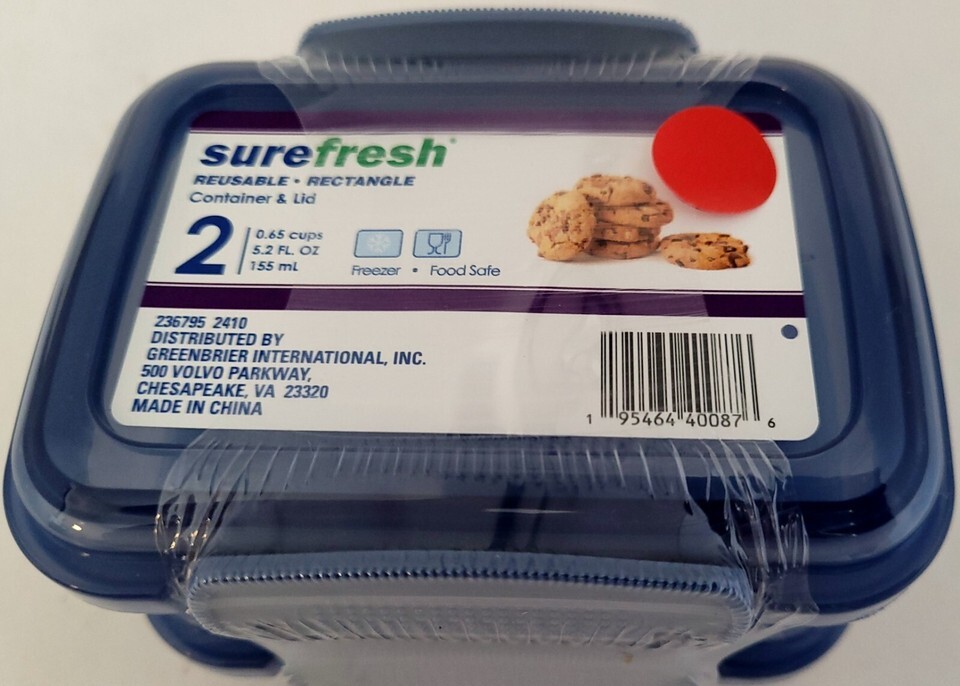 surefresh
REUSABLE • RECTANGLE
Container & Lid
2
0.65 cups
5.2 FL. OZ
155 mL
Freezer • Food Safe
236795 2410
DISTRIBUTED BY
GREENBRIER INTERNATIONAL, INC.
500 VOLVO PARKWAY,
CHESAPEAKE, VA 23320
MADE IN CHINA
1 95464 40087 6